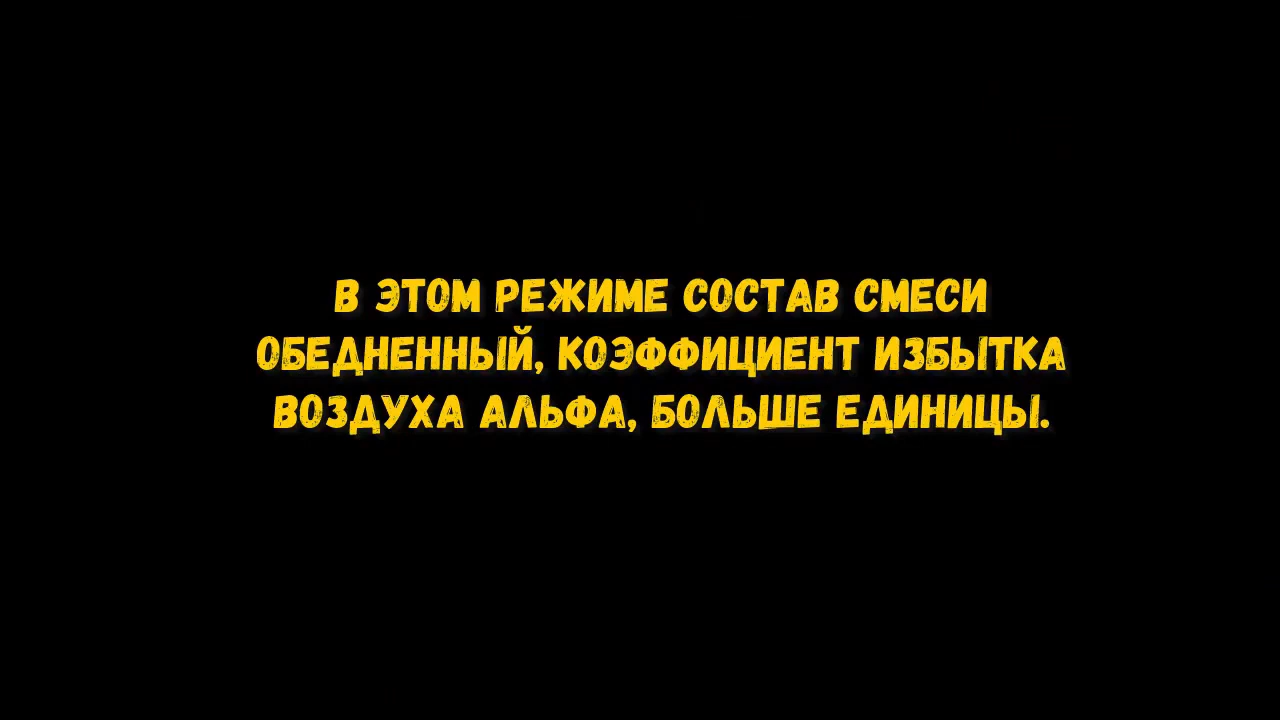 В ЭТОМ РЕЖИМЕ СОСТАВ СМЕСИ
ОБЕДНЕННЫЙ, КОЭФФИЦИЕНТ ИЗБЫТКА
ВОЗДУХА АЛЬФА, БОЛЬШЕ ЕДИНИЦЫ.